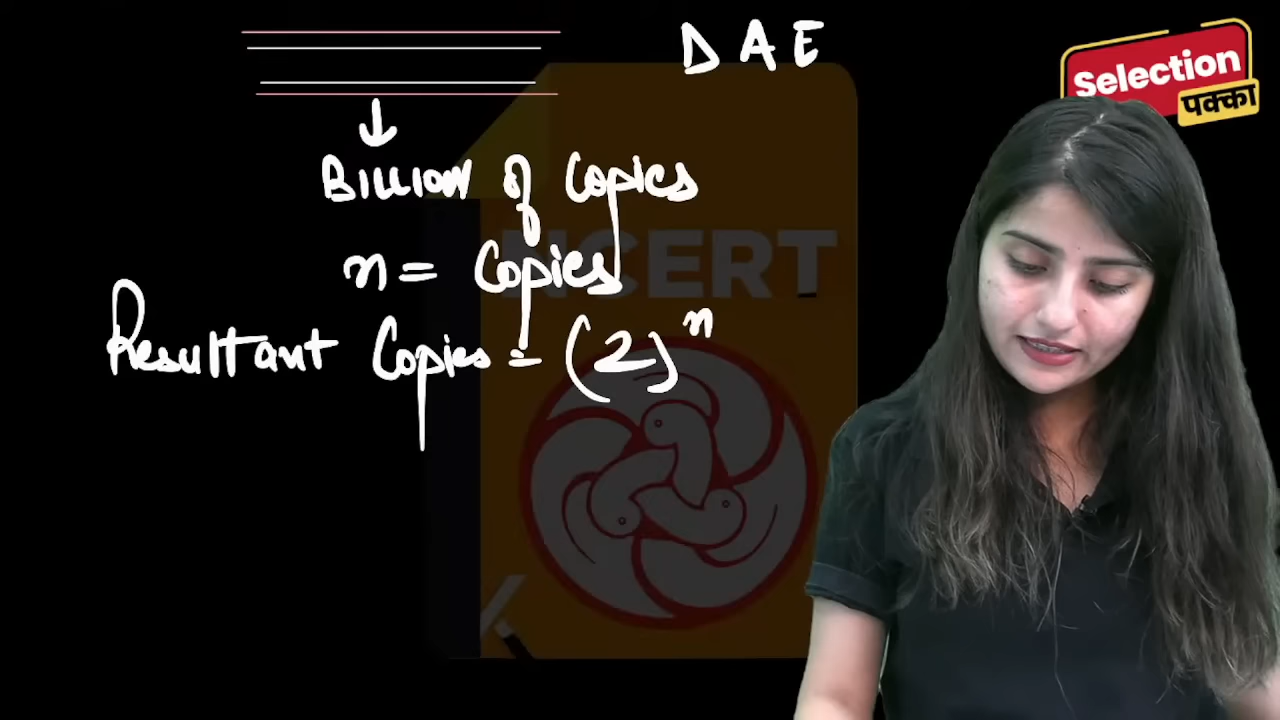 D A E
Selection
पक्का
BILLION of Copies
NCERT
n = Copies
Resultant Copies = (2)ⁿ